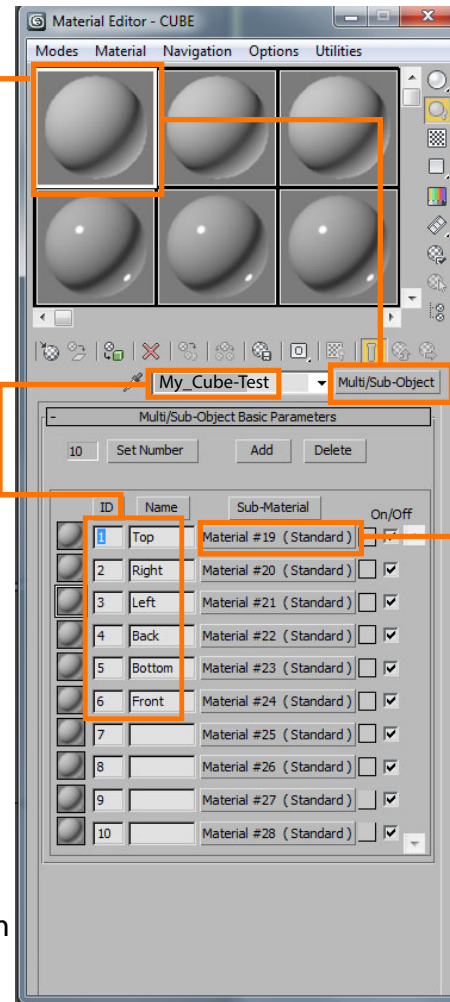 Material Editor - CUBE
Modes Material Navigation Options Utilities
My_Cube-Test Multi/Sub-Object
- Multi/Sub-Object Basic Parameters
10 Set Number Add Delete
ID Name Sub-Material On/Off
1 Top Material #19 ( Standard )
2 Right Material #20 ( Standard )
3 Left Material #21 ( Standard )
4 Back Material #22 ( Standard )
5 Bottom Material #23 ( Standard )
6 Front Material #24 ( Standard )
7 Material #25 ( Standard )
8 Material #26 ( Standard )
9 Material #27 ( Standard )
10 Material #28 ( Standard )